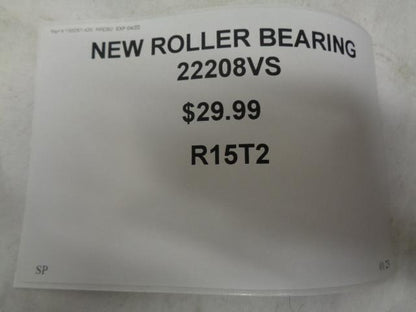 NEW ROLLER BEARING
22208VS
$29.99
R15T2
SP